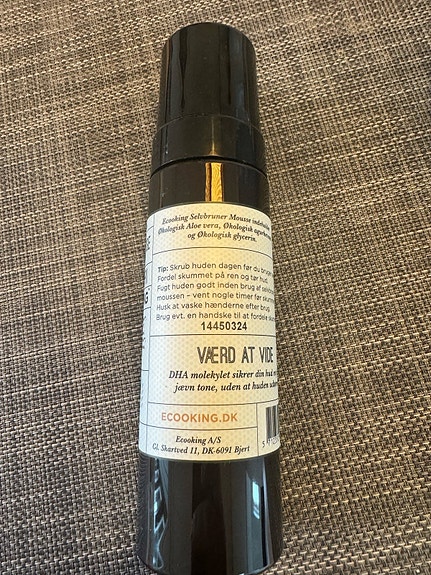 Ecooking Selvbruner Mousse
Økologisk Aloe vera, Økologisk
og Økologisk glycerin.
Tip: Skrub huden dagen før du
Fordel skummet på ren og tør hud.
Fugt huden godt inden brug af
moussen – vent nogle timer før
Husk at vaske hænderne efter brug
Brug evt. en handske til at fordele
14450324
VÆRD AT VIDE
DHA molekylet sikrer din hud
jævn tone, uden at huden
ECOOKING.DK
Ecooking A/S
Gl. Skartved 11, DK-6091 Bjert